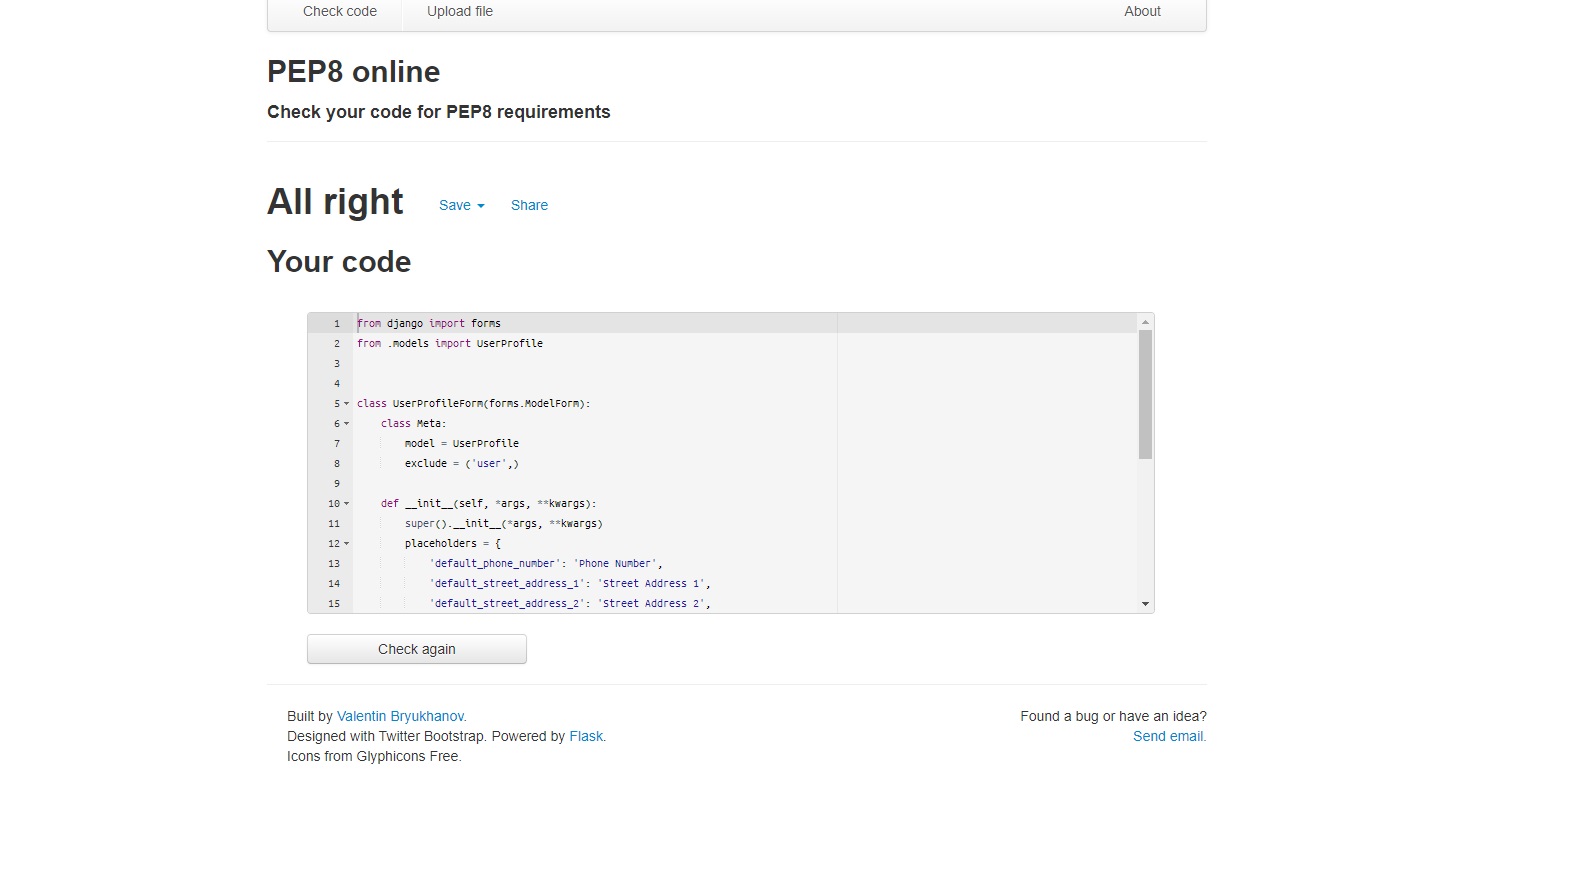 Check code Upload file About
PEP8 online
Check your code for PEP8 requirements
All right Save Share
Your code
1 from django import forms
2 from .models import UserProfile
3
4
5 class UserProfileForm(forms.ModelForm):
6 class Meta:
7 model = UserProfile
8 exclude = ('user',)
9
10 def __init__(self, *args, **kwargs):
11 super().__init__(*args, **kwargs)
12 placeholders = {
13 'default_phone_number': 'Phone Number',
14 'default_street_address_1': 'Street Address 1',
15 'default_street_address_2': 'Street Address 2',
Check again
Built by Valentin Bryukhanov. Found a bug or have an idea?
Designed with Twitter Bootstrap. Powered by Flask. Send email.
Icons from Glyphicons Free.